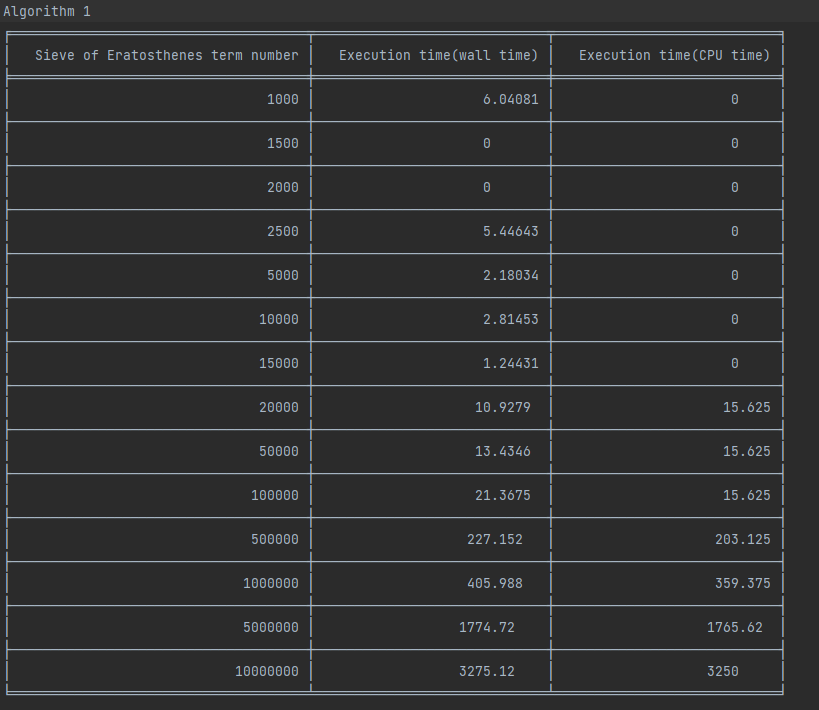 Algorithm 1
Sieve of Eratosthenes term number Execution time(wall time) Execution time(CPU time)
1000 6.04081 0
1500 0 0
2000 0 0
2500 5.44643 0
5000 2.18034 0
10000 2.81453 0
15000 1.24431 0
20000 10.9279 15.625
50000 13.4346 15.625
100000 21.3675 15.625
500000 227.152 203.125
1000000 405.988 359.375
5000000 1774.72 1765.62
10000000 3275.12 3250